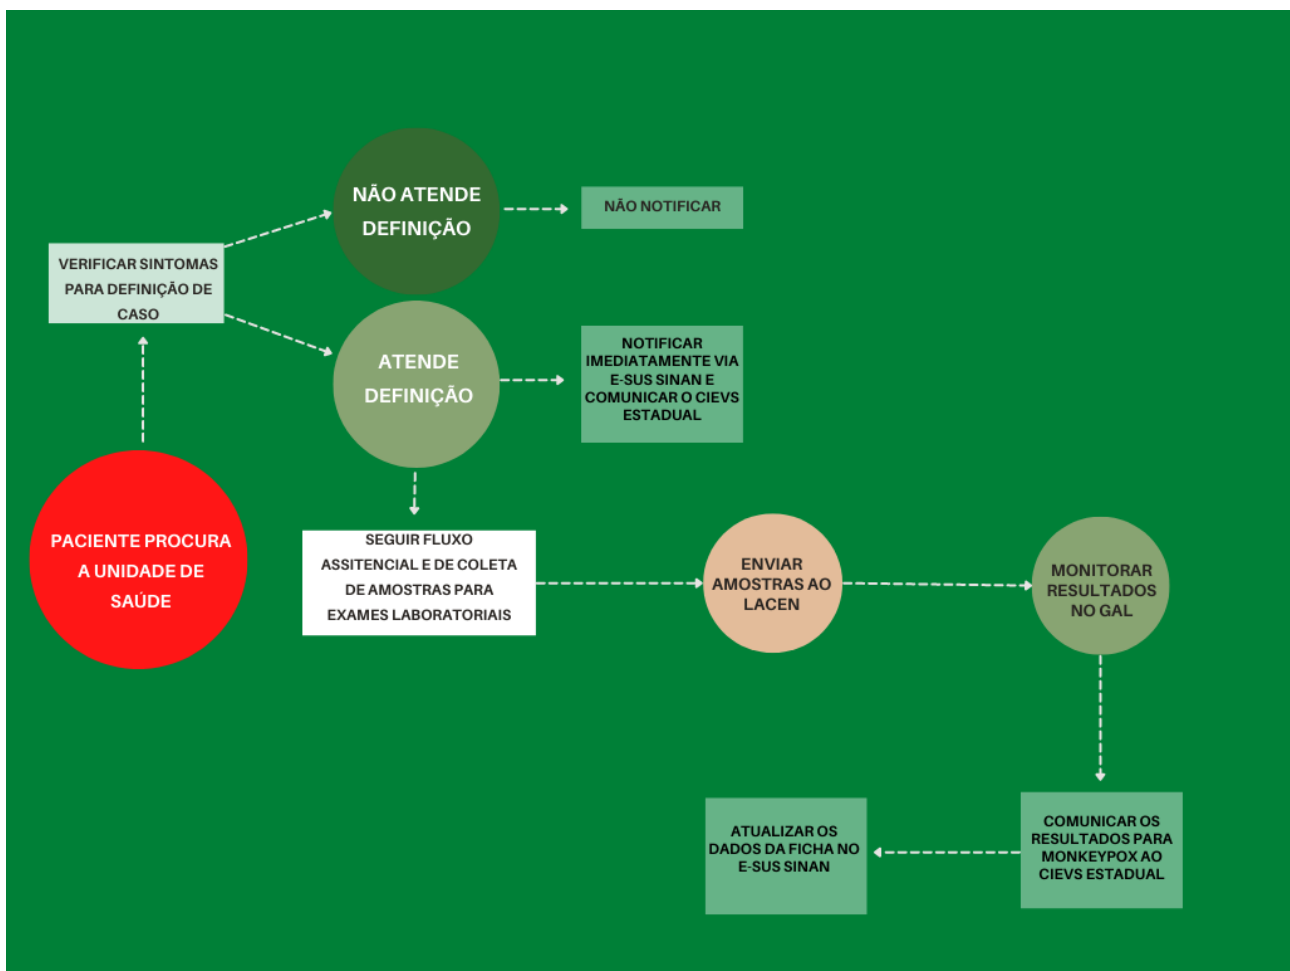 NÃO ATENDE
DEFINIÇÃO
NÃO NOTIFICAR
VERIFICAR SINTOMAS
PARA DEFINIÇÃO DE
CASO
ATENDE
DEFINIÇÃO
NOTIFICAR
IMEDIATAMENTE VIA
E-SUS SINAN E
COMUNICAR O CIEVS
ESTADUAL
PACIENTE PROCURA
A UNIDADE DE
SAÚDE
SEGUIR FLUXO
ASSITENCIAL E DE COLETA
DE AMOSTRAS PARA
EXAMES LABORATORIAIS
ENVIAR
AMOSTRAS AO
LACEN
MONITORAR
RESULTADOS
NO GAL
COMUNICAR OS
RESULTADOS PARA
MONKEYPOX AO
CIEVS ESTADUAL
ATUALIZAR OS
DADOS DA FICHA NO
E-SUS SINAN